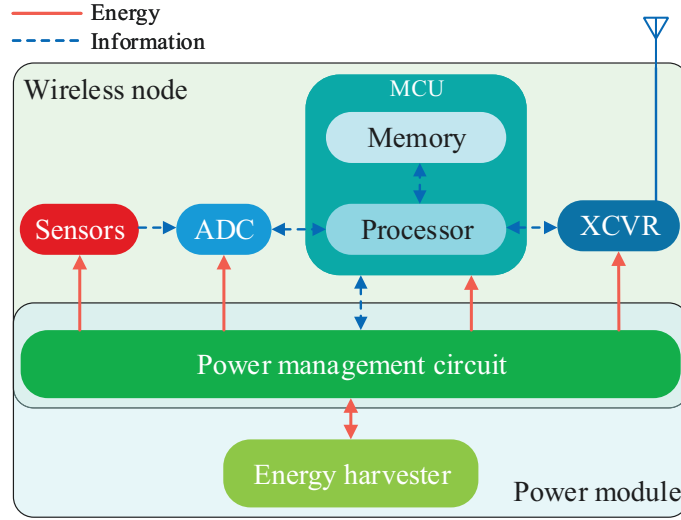 Energy
Information
Wireless node
MCU
Memory
Sensors
ADC
Processor
XCVR
Power management circuit
Energy harvester
Power module